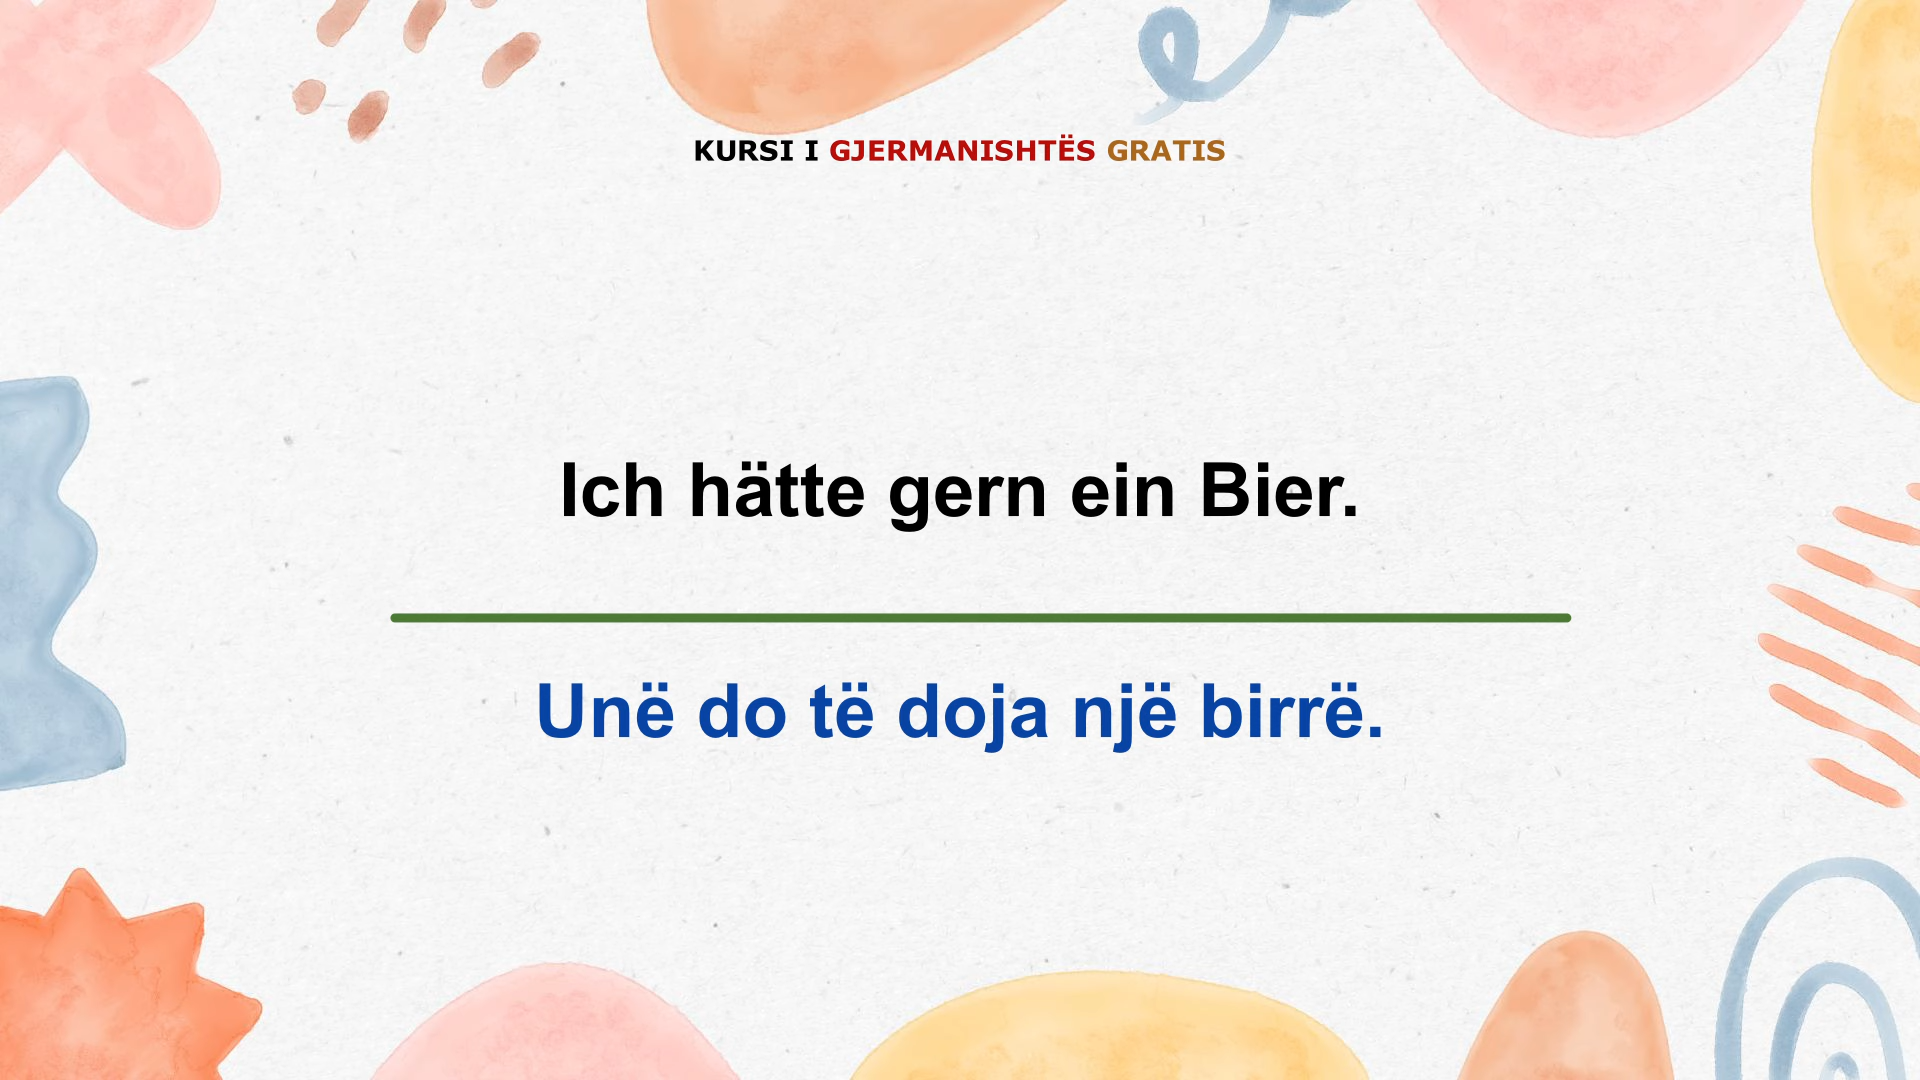 KURSI I GJERMANISHTËS GRATIS
Ich hätte gern ein Bier.
Unë do të doja një birrë.